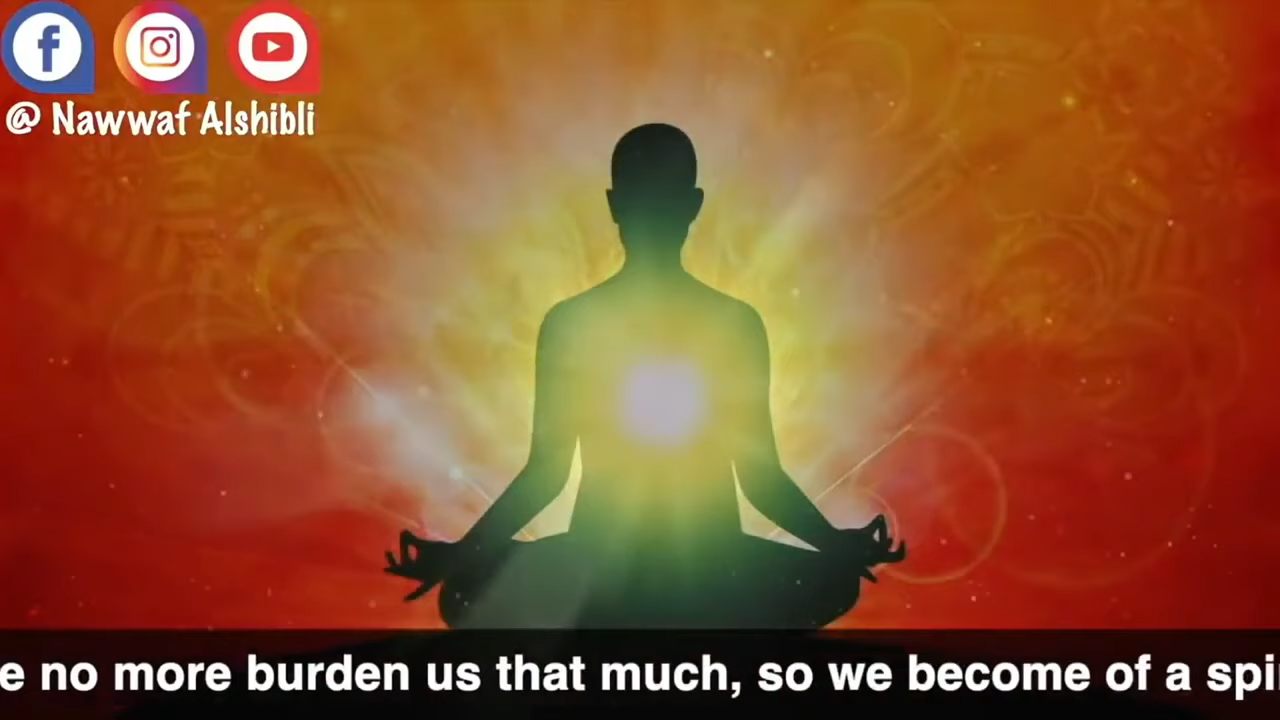 @ Nawwaf Alshibli
no more burden us that much, so we become of a